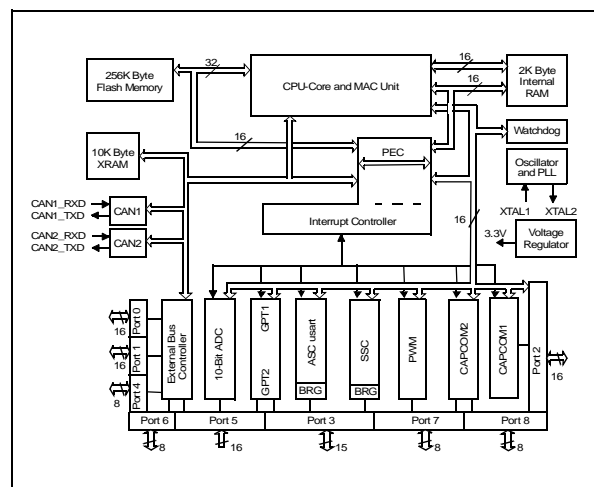 256K Byte
Flash Memory
32
CPU-Core and MAC Unit
16
2K Byte
Internal
RAM
16
16
Watchdog
10K Byte
XRAM
PEC
Oscillator
and PLL
CAN1_RXD
CAN1_TXD
CAN1
XTAL1
XTAL2
CAN2_RXD
CAN2_TXD
CAN2
Interrupt Controller
16
3.3V
Voltage
Regulator
Port 0
16
Port 1
16
Port 4
8
External Bus
Controller
10-Bit ADC
GPT1
GPT2
ASC usart
BRG
SSC
BRG
PWM
CAPCOM2
CAPCOM1
Port 2
16
Port 6
Port 5
Port 3
Port 7
Port 8
8
16
15
8
8